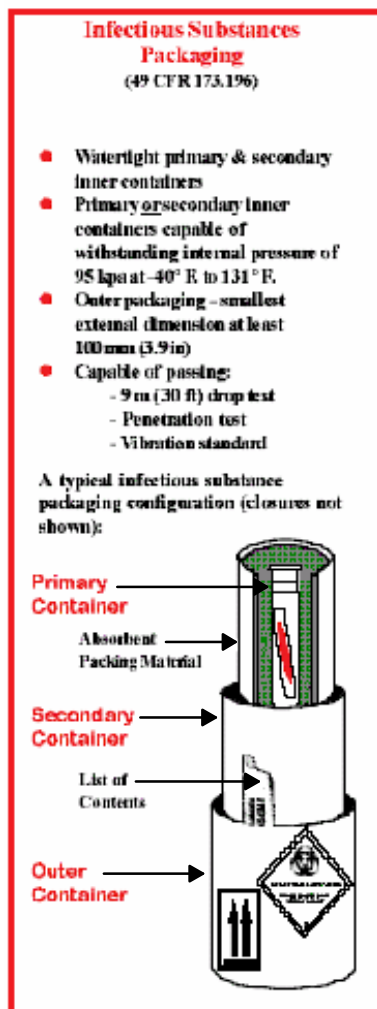 Infectious Substances
Packaging
(49 CFR 173.196)
Watertight primary & secondary
inner containers
Primary or secondary inner
containers capable of
withstanding internal pressure of
95 kpa at -40° F. to 131° F.
Outer packaging - smallest
external dimension at least
100 mm (3.9 in)
Capable of passing:
- 9 m (30 ft) drop test
- Penetration test
- Vibration standard
A typical infectious substance
packaging configuration (closures not
shown):
Primary
Container
Absorbent
Packing Material
Secondary
Container
List of
Contents
Outer
Container